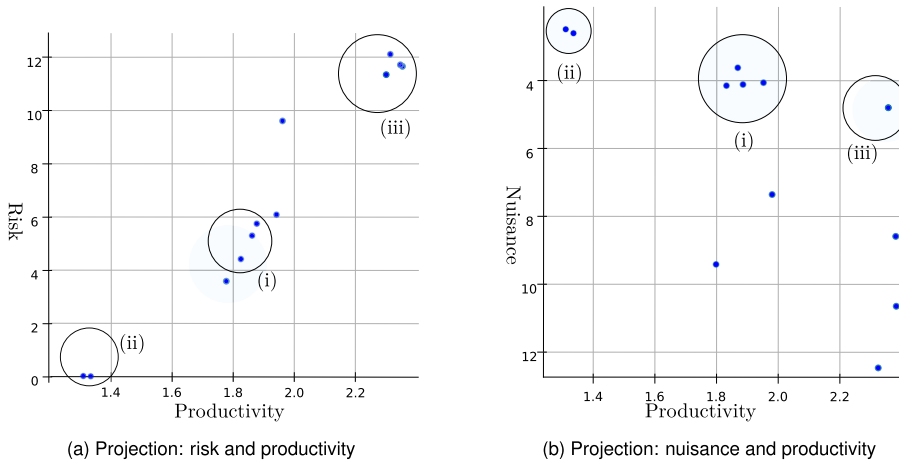 12
10
8
6
4
2
0
Risk
(iii)
(i)
(ii)
1.4 1.6 1.8 2.0 2.2
Productivity
(a) Projection: risk and productivity
4
6
8
10
12
Nuisance
(ii)
(i)
(iii)
1.4 1.6 1.8 2.0 2.2
Productivity
(b) Projection: nuisance and productivity